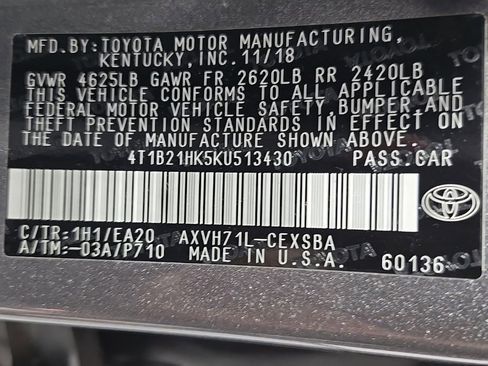 MFD.BY:TOYOTA MOTOR MANUFACTURING,
KENTUCKY, INC. 11/18
GVWR 4625LB GAWR FR 2620LB RR 2420LB
THIS VEHICLE CONFORMS TO ALL APPLICABLE
FEDERAL MOTOR VEHICLE SAFETY, BUMPER AND
THEFT PREVENTION STANDARDS IN EFFECT ON
THE DATE OF MANUFACTURE SHOWN ABOVE.
4T1B21HK5KU513430 PASS.CAR
C/TR:1H1/EA20 AXVH71L-CEXSBA
A/TM:-03A/P710 MADE IN U.S.A. 60136
TOYOTA